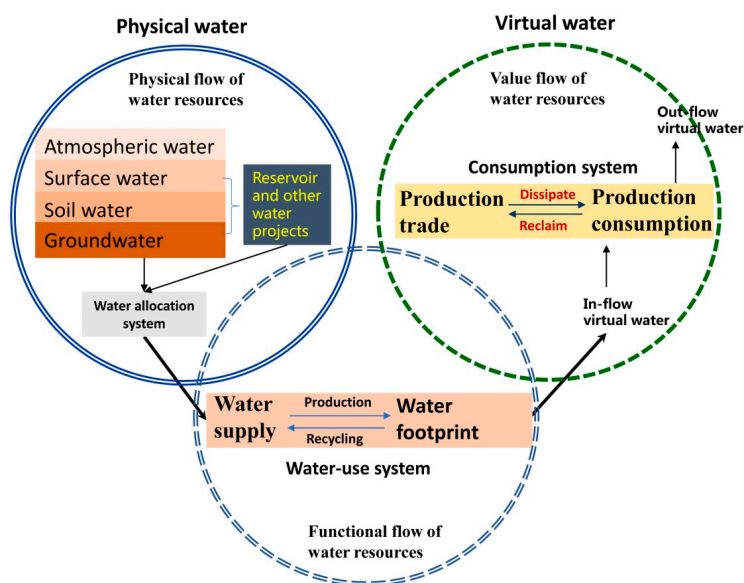 Physical water
Virtual water
Physical flow of
water resources
Value flow of
water resources
Atmospheric water
Surface water
Soil water
Groundwater
Reservoir
and other
water
projects
Water allocation
system
Out-flow
virtual water
Consumption system
Production
trade
Dissipate
Reclaim
Production
consumption
In-flow
virtual water
Water
supply
Production
Recycling
Water
footprint
Water-use system
Functional flow of
water resources